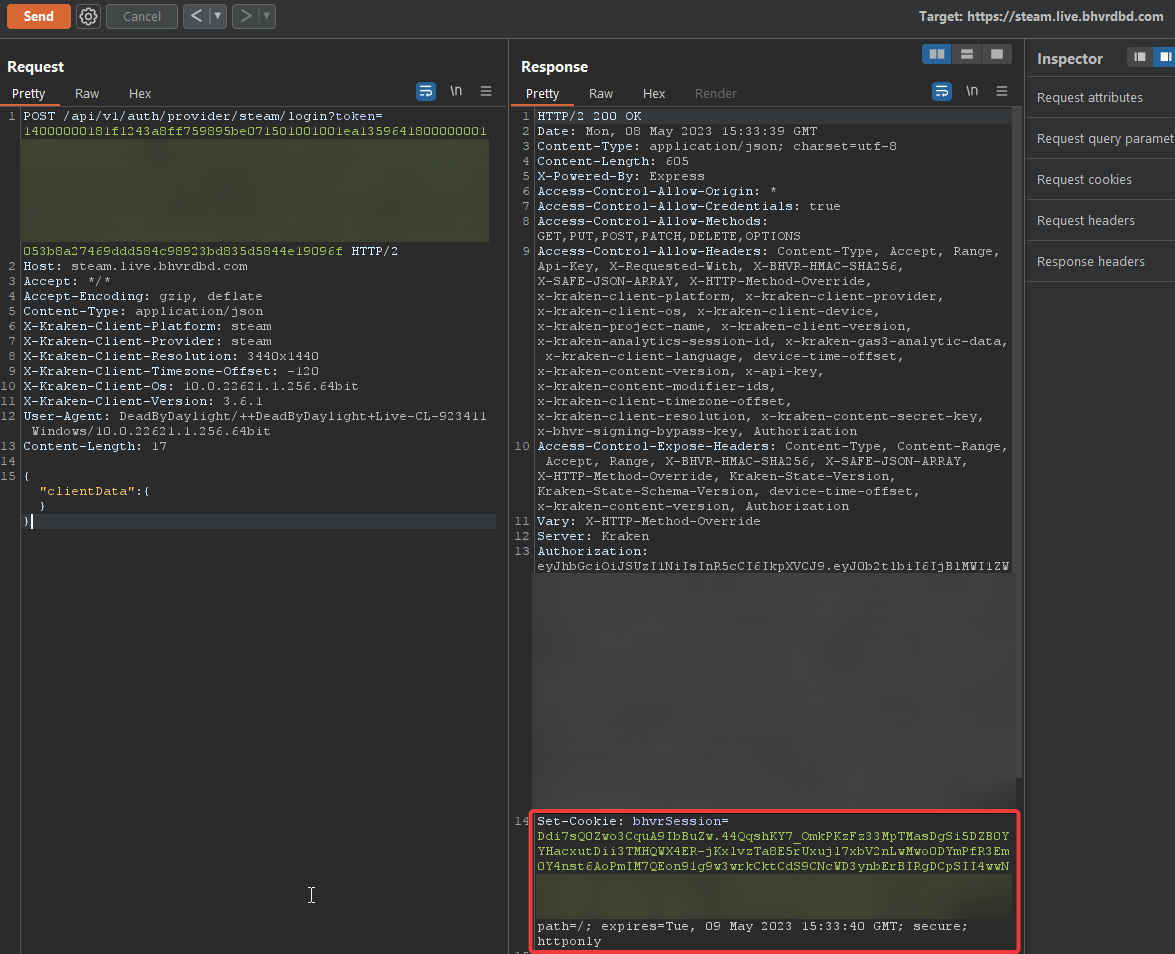 Send
Cancel
<
>
Target: https://steam.live.bhvrdbd.com
Request
Pretty
Raw
Hex
\n
1 POST /api/v1/auth/provider/steam/login?token=
14000000181f1243a8ff759895be071501001001ea1359641800000001
053b8a27469ddd584c98923bd835d5844e19096f HTTP/2
2 Host: steam.live.bhvrdbd.com
3 Accept: */*
4 Accept-Encoding: gzip, deflate
5 Content-Type: application/json
6 X-Kraken-Client-Platform: steam
7 X-Kraken-Client-Provider: steam
8 X-Kraken-Client-Resolution: 3440x1440
9 X-Kraken-Client-Timezone-Offset: -120
10 X-Kraken-Client-Os: 10.0.22621.1.256.64bit
11 X-Kraken-Client-Version: 3.6.1
12 User-Agent: DeadByDaylight/++DeadByDaylight+Live-CL-923411
Windows/10.0.22621.1.256.64bit
13 Content-Length: 17
14
15 {
"clientData":{
}
}
Response
Pretty
Raw
Hex
Render
\n
1 HTTP/2 200 OK
2 Date: Mon, 08 May 2023 15:33:39 GMT
3 Content-Type: application/json; charset=utf-8
4 Content-Length: 605
5 X-Powered-By: Express
6 Access-Control-Allow-Origin: *
7 Access-Control-Allow-Credentials: true
8 Access-Control-Allow-Methods:
GET,PUT,POST,PATCH,DELETE,OPTIONS
9 Access-Control-Allow-Headers: Content-Type, Accept, Range,
Api-Key, X-Requested-With, X-BHVR-HMAC-SHA256,
X-SAFE-JSON-ARRAY, X-HTTP-Method-Override,
x-kraken-client-platform, x-kraken-client-provider,
x-kraken-client-os, x-kraken-client-device,
x-kraken-project-name, x-kraken-client-version,
x-kraken-analytics-session-id, x-kraken-gas3-analytic-data,
x-kraken-client-language, device-time-offset,
x-kraken-content-version, x-api-key,
x-kraken-content-modifier-ids,
x-kraken-client-timezone-offset,
x-kraken-client-resolution, x-kraken-content-secret-key,
x-bhvr-signing-bypass-key, Authorization
10 Access-Control-Expose-Headers: Content-Type, Content-Range,
Accept, Range, X-BHVR-HMAC-SHA256, X-SAFE-JSON-ARRAY,
X-HTTP-Method-Override, Kraken-State-Version,
Kraken-State-Schema-Version, device-time-offset,
x-kraken-content-version, Authorization
11 Vary: X-HTTP-Method-Override
12 Server: Kraken
13 Authorization:
eyJhbGciOiJSUzI1NiIsInR5cCI6IkpXVCJ9.eyJ0b2tlbiI6IjBlMWI1ZW
14 Set-Cookie: bhvrSession=
Ddi7sQ0Zwo3CquA9IbBuZw.44QqshKY7_OmkPKzFz33MpTMasDgSi5DZB0Y
YHacxutDii3TMHQWX4ER-jKxlvzTa8E5rUxujl7xbV2nLwMwo0DYmPfR3Em
0Y4nst6AoPmIM7QEon91g9w3wrkCktCdS9CNcWD3ynbErBIRgDCpSII4wwN
path=/; expires=Tue, 09 May 2023 15:33:40 GMT; secure;
httponly
Inspector
Request attributes
Request query paramet
Request cookies
Request headers
Response headers